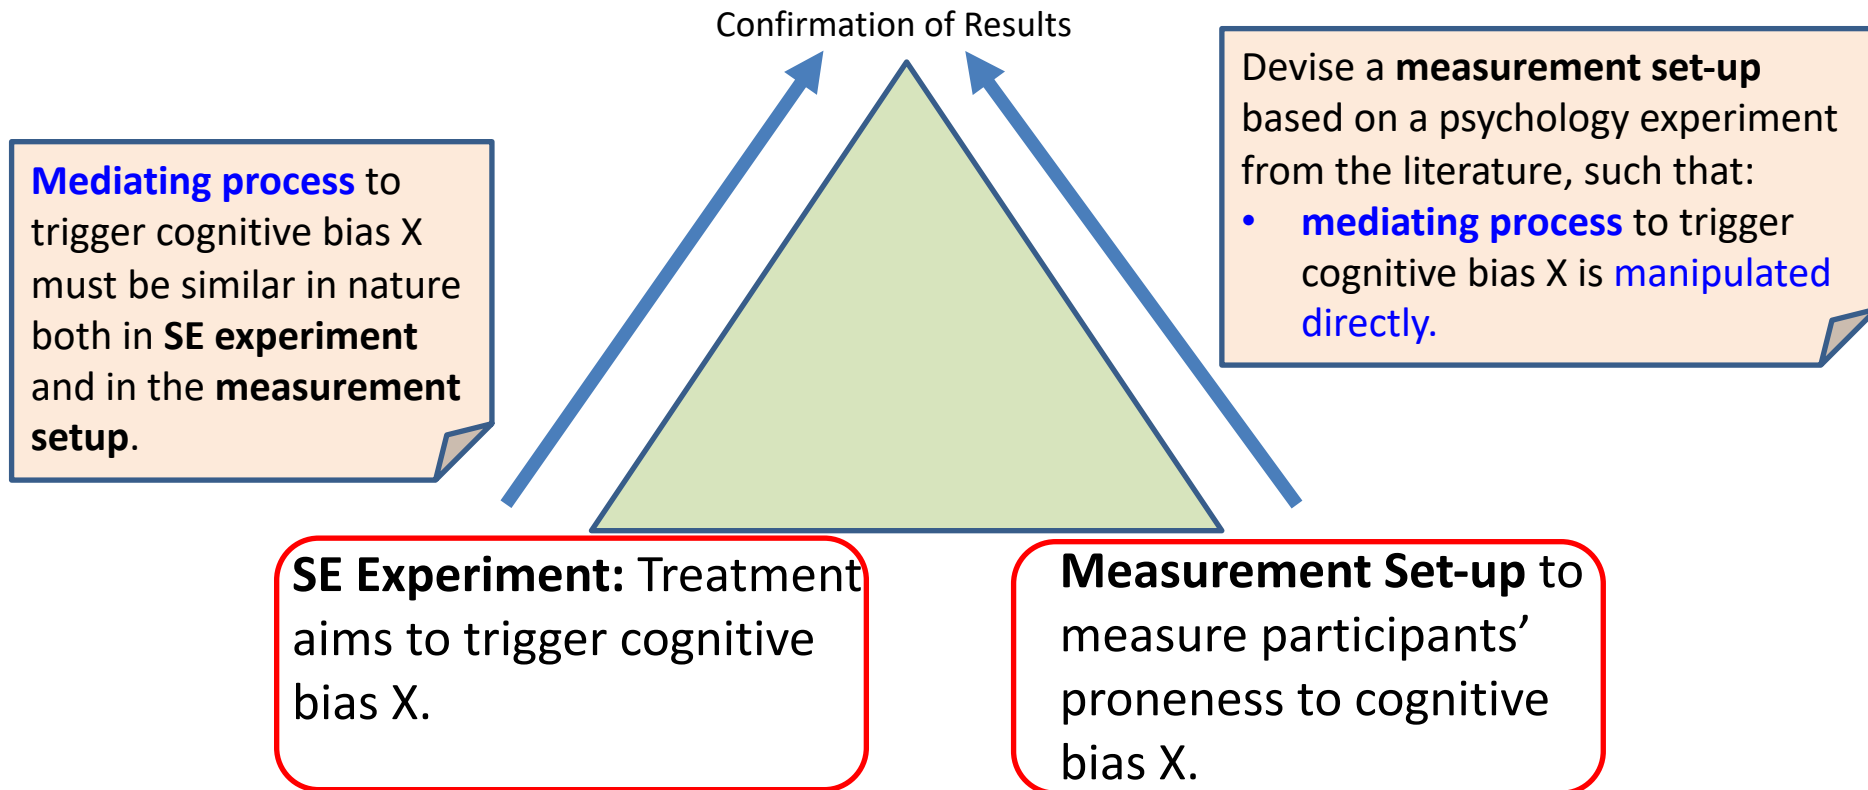 Confirmation of Results
Mediating process to
trigger cognitive bias X
must be similar in nature
both in SE experiment
and in the measurement
setup.
Devise a measurement set-up
based on a psychology experiment
from the literature, such that:
• mediating process to trigger
cognitive bias X is manipulated
directly.
SE Experiment: Treatment
aims to trigger cognitive
bias X.
Measurement Set-up to
measure participants’
proneness to cognitive
bias X.